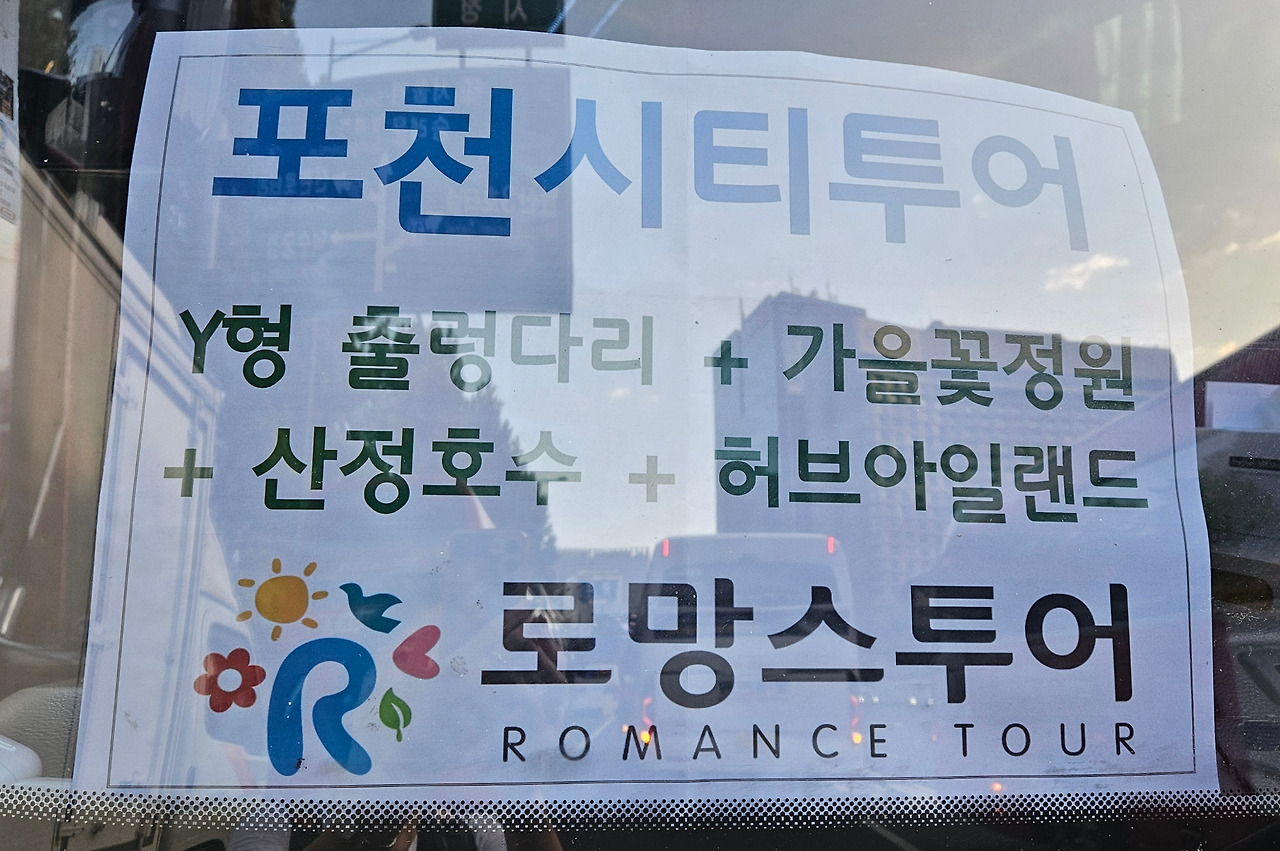 포천시티투어
Y형 출렁다리 + 가을꽃정원
+ 산정호수 + 허브아일랜드
R
로망스투어
ROMANCE TOUR